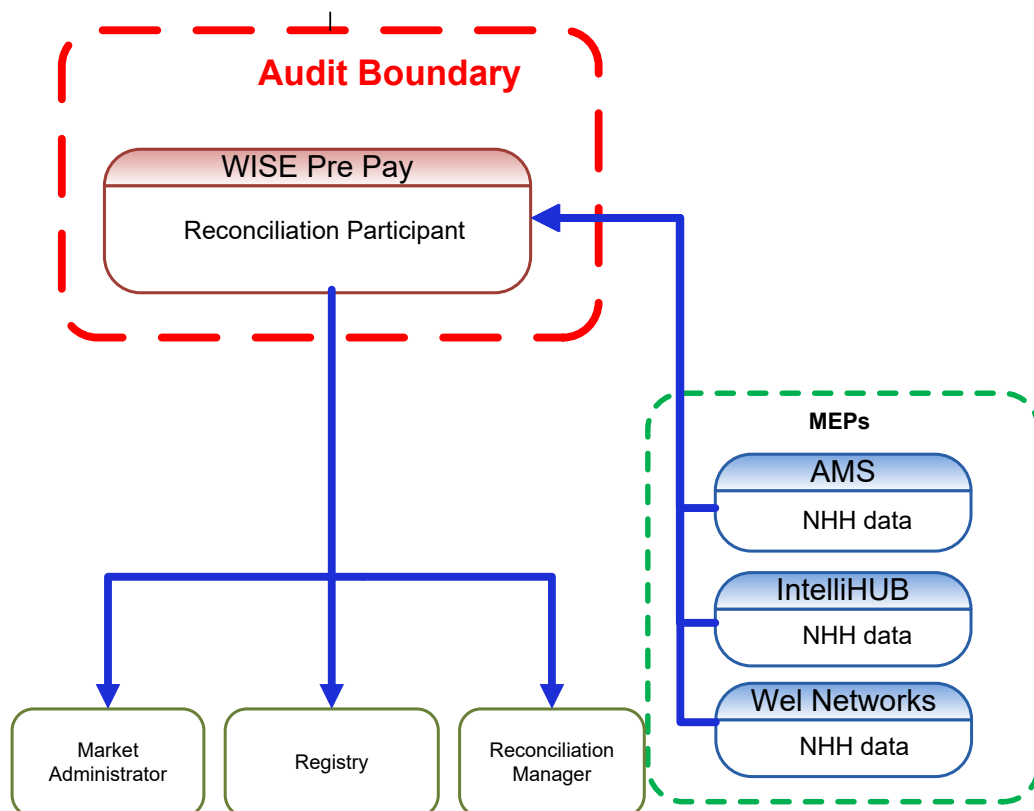 Audit Boundary
WISE Pre Pay
Reconciliation Participant
MEPs
AMS
NHH data
IntelliHUB
NHH data
Wel Networks
NHH data
Market
Administrator
Registry
Reconciliation
Manager